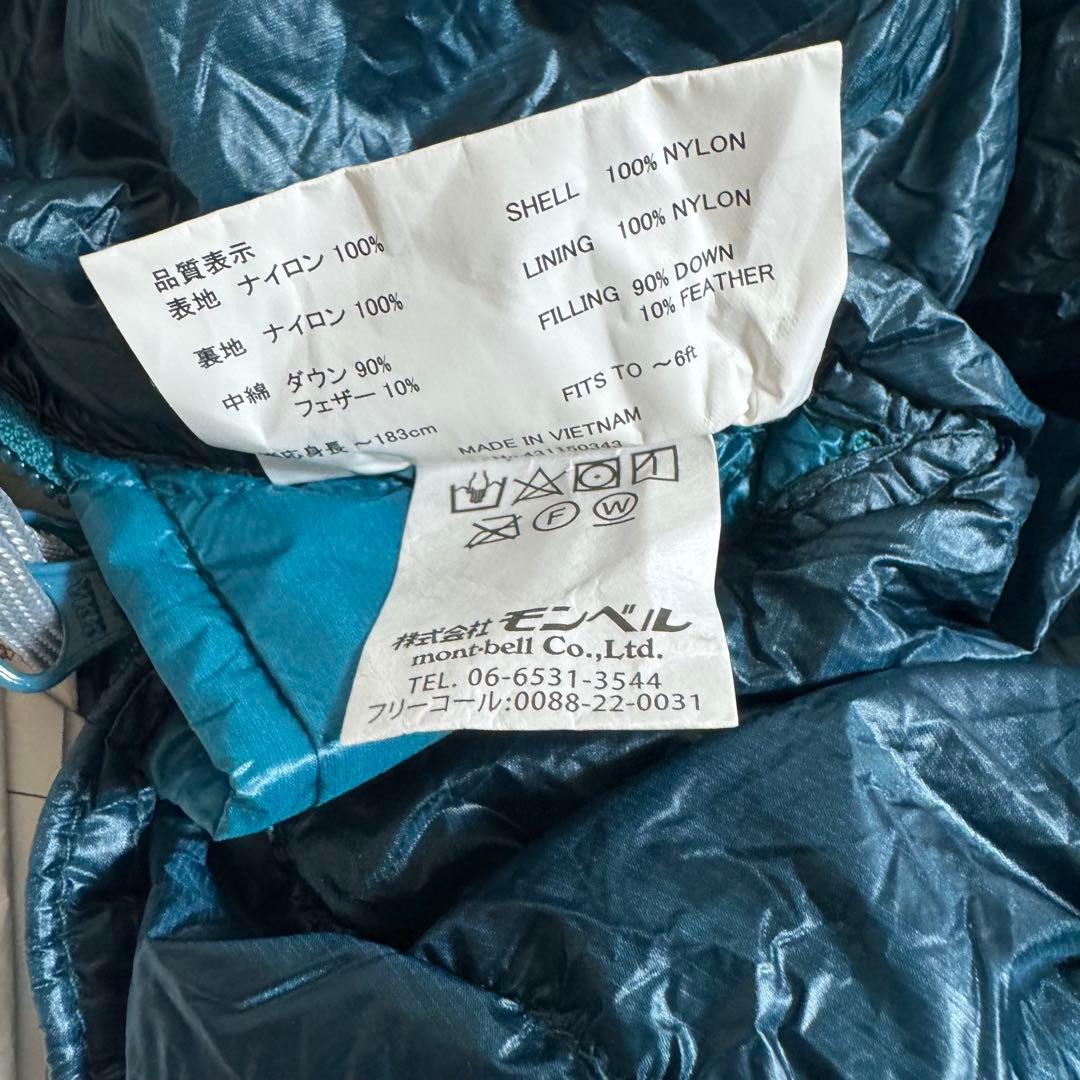 品質表示
表地 ナイロン 100%
裏地 ナイロン 100%
中綿 ダウン 90%
フェザー 10%
身長 ～183cm
SHELL 100% NYLON
LINING 100% NYLON
FILLING 90% DOWN
10% FEATHER
FITS TO ～6ft
MADE IN VIETNAM
F W
株式会社 モンベル
mont-bell Co.,Ltd.
TEL. 06-6531-3544
フリーコール:0088-22-0031